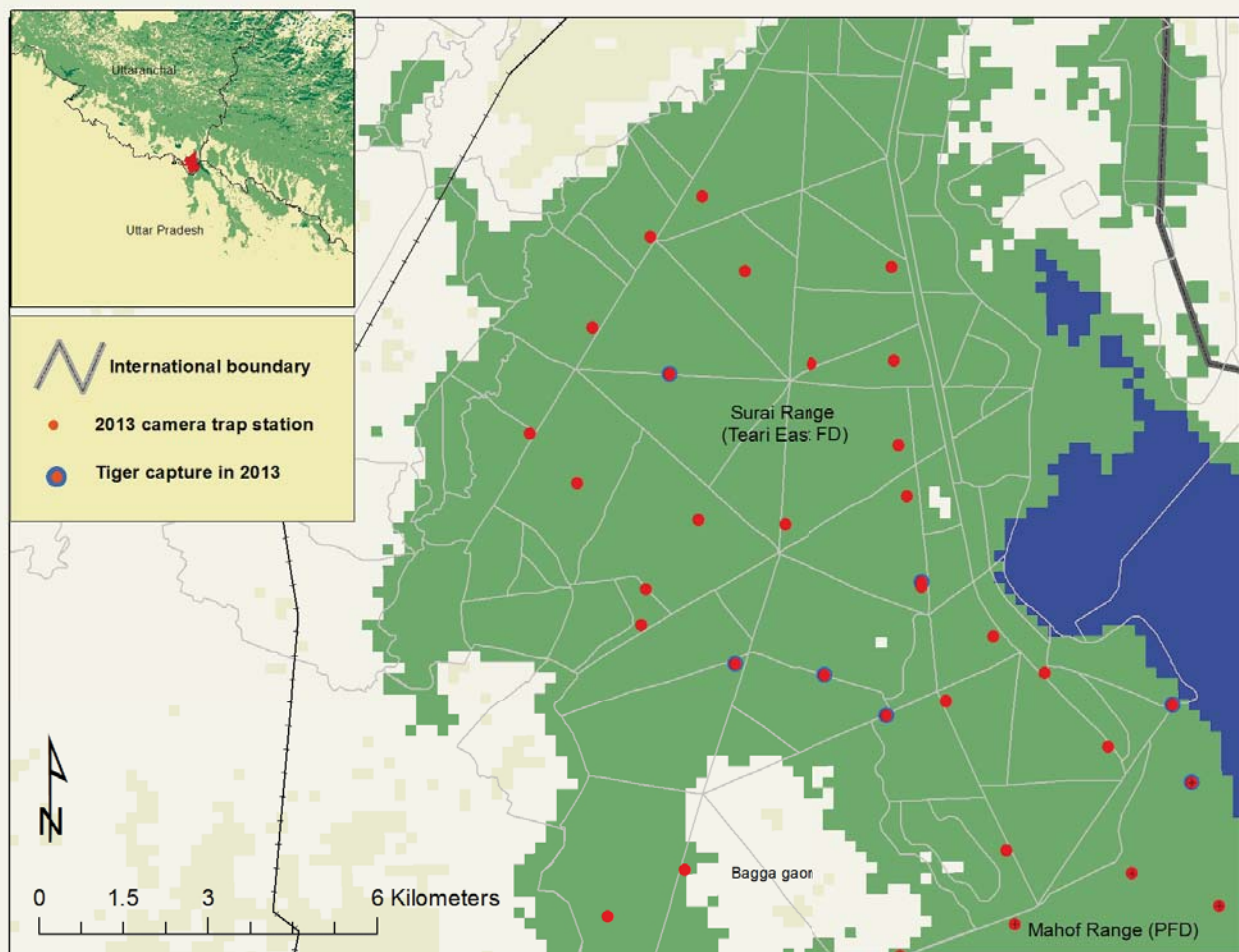 Uttaranchal
Uttar Pradesh
International boundary
2013 camera trap station
Tiger capture in 2013
Surai Range
(Teari Eas: FD)
Bagga gaon
Mahof Range (PFD)
N
0 1.5 3 6 Kilometers